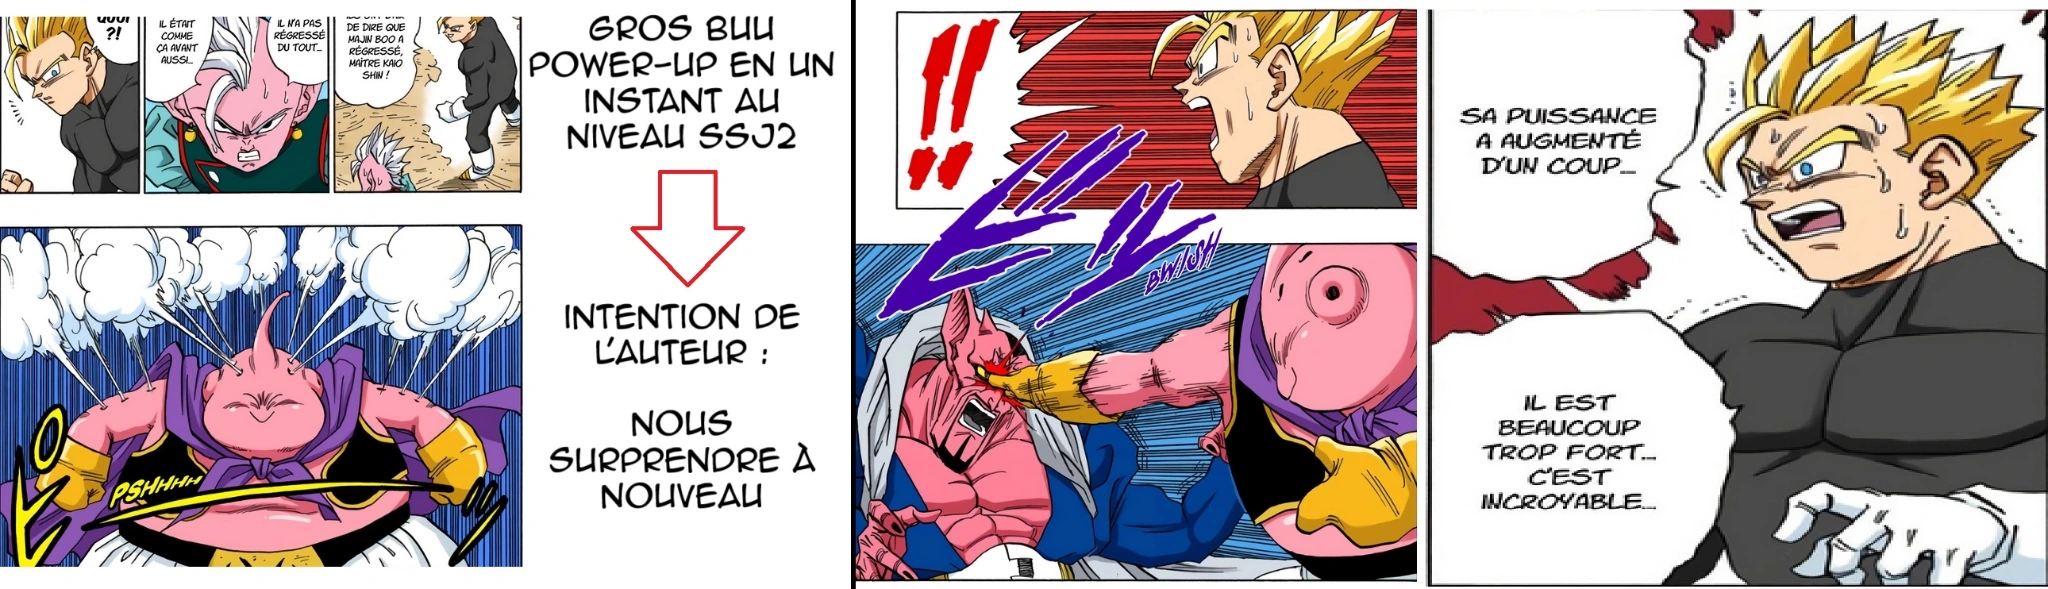 QUOI
?!
IL ÉTAIT
COMME
ÇA AVANT
AUSSI...
IL N'A PAS
RÉGRESSÉ
DU TOUT...
DE DIRE QUE
MAJIN BOO A
RÉGRESSÉ,
MAÎTRE KAIO
SHIN !
PSHHHH
GROS BUU
POWER-UP EN UN
INSTANT AU
NIVEAU SSJ2
INTENTION DE
L'AUTEUR :
NOUS
SURPRENDRE À
NOUVEAU
!!
ビシ
BWISH
SA PUISSANCE
A AUGMENTÉ
D'UN COUP...
IL EST
BEAUCOUP
TROP FORT...
C'EST
INCROYABLE...